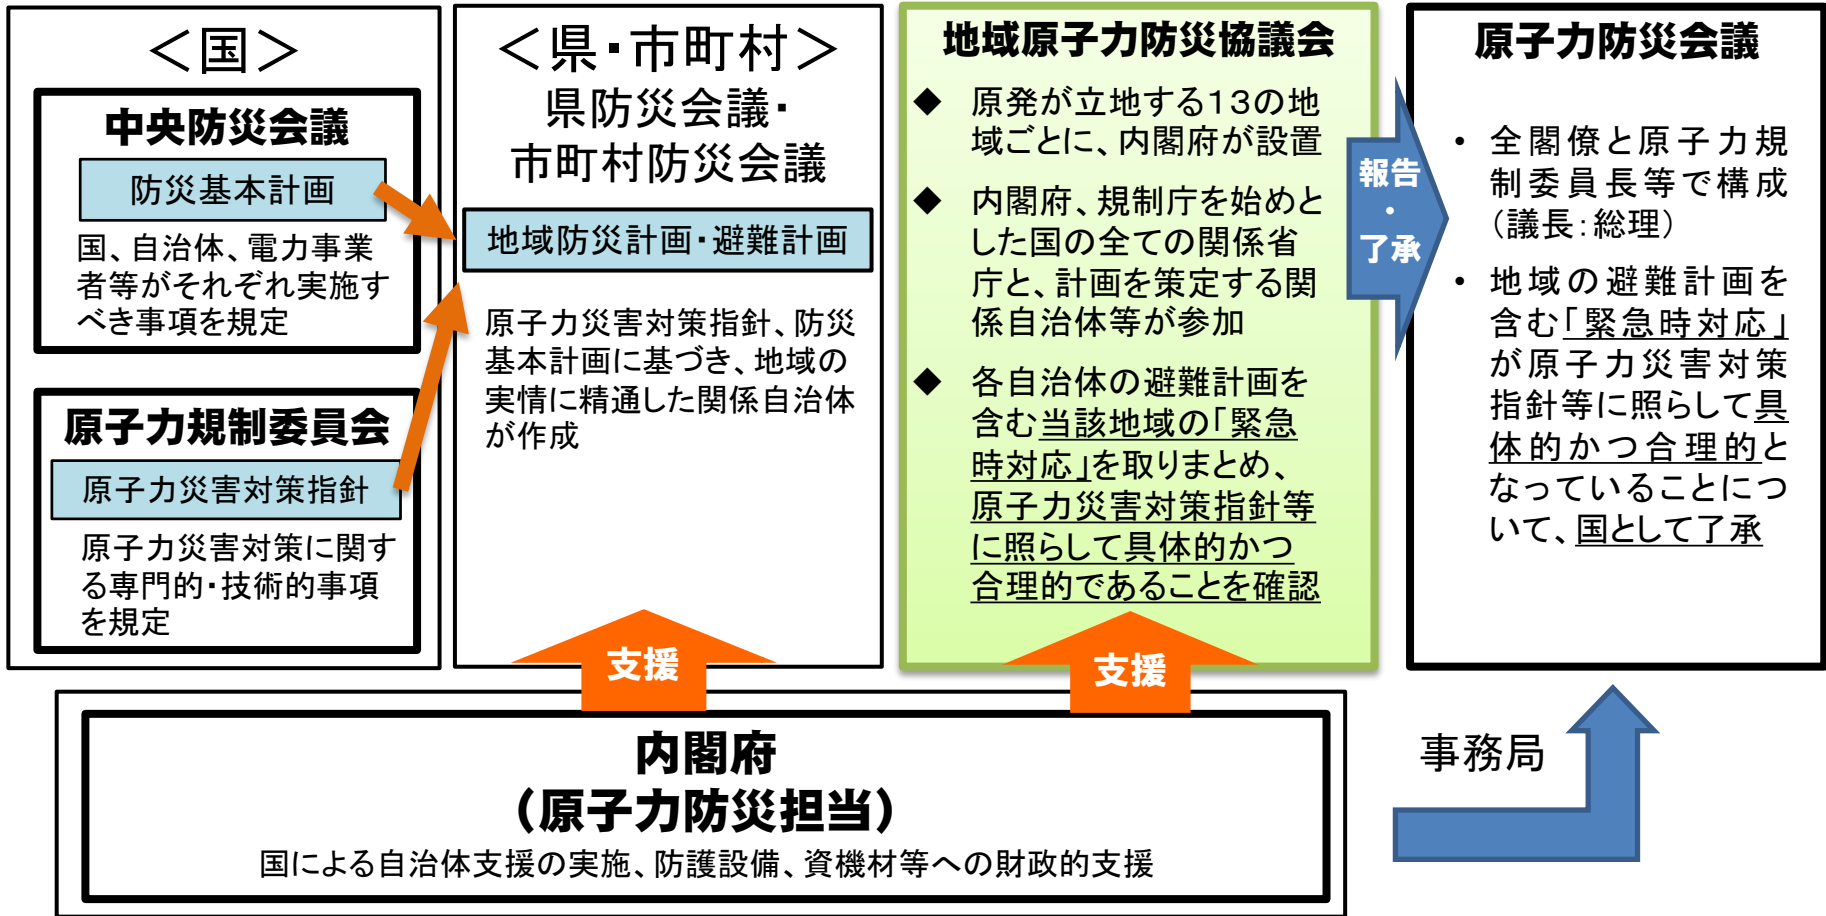 ＜国＞
中央防災会議
防災基本計画
国、自治体、電力事業
者等がそれぞれ実施す
べき事項を規定
原子力規制委員会
原子力災害対策指針
原子力災害対策に関す
る専門的・技術的事項
を規定
＜県・市町村＞
県防災会議・
市町村防災会議
地域防災計画・避難計画
原子力災害対策指針、防災
基本計画に基づき、地域の
実情に精通した関係自治体
が作成
支援
地域原子力防災協議会
◆ 原発が立地する１３の地
域ごとに、内閣府が設置
◆ 内閣府、規制庁を始めと
した国の全ての関係省
庁と、計画を策定する関
係自治体等が参加
◆ 各自治体の避難計画を
含む当該地域の「緊急
時対応」を取りまとめ、
原子力災害対策指針等
に照らして具体的かつ
合理的であることを確認
支援
報告
・
了承
原子力防災会議
• 全閣僚と原子力規
制委員長等で構成
（議長：総理）
• 地域の避難計画を
含む「緊急時対応」
が原子力災害対策
指針等に照らして具
体的かつ合理的と
なっていることにつ
いて、国として了承
内閣府
（原子力防災担当）
国による自治体支援の実施、防護設備、資機材等への財政的支援
事務局